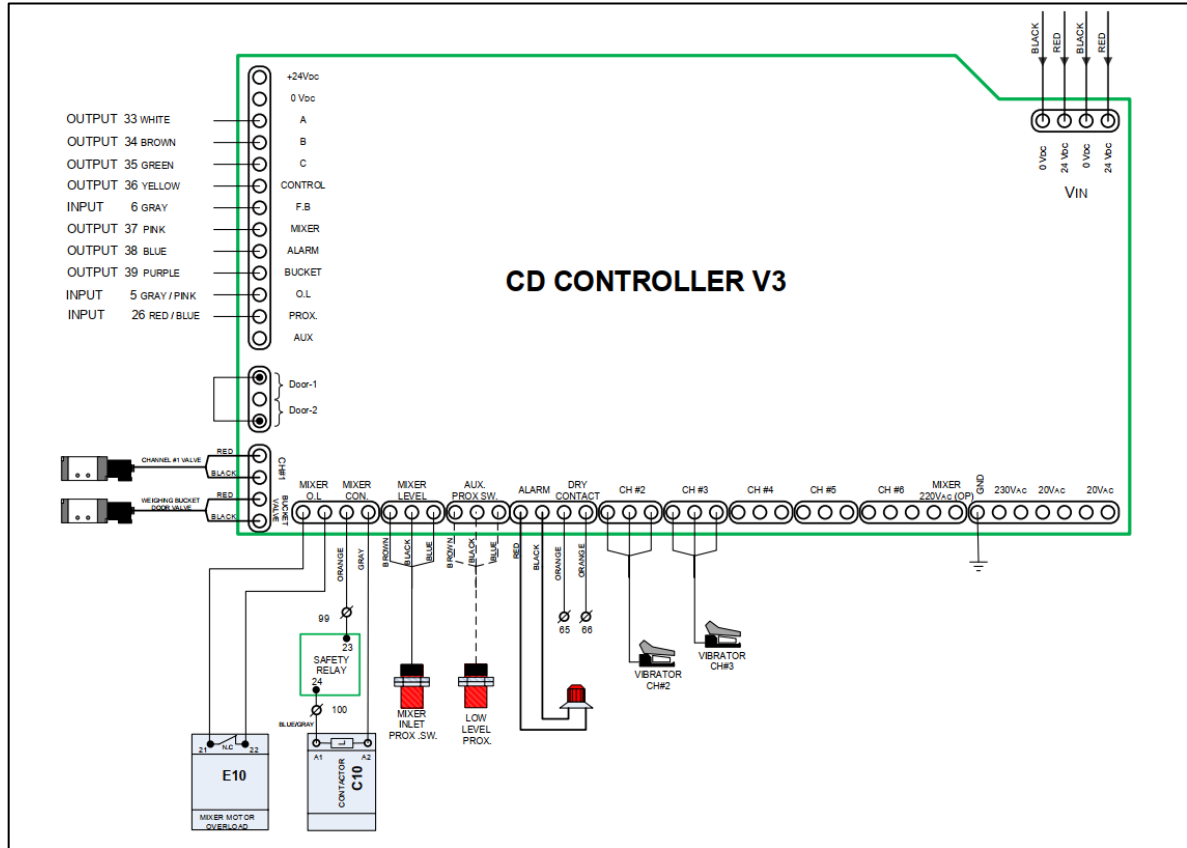 BLACK
RED
BLACK
RED
+24VDC
0 VDC
OUTPUT 33 WHITE A
OUTPUT 34 BROWN B
OUTPUT 35 GREEN C
OUTPUT 36 YELLOW CONTROL
INPUT 6 GRAY F.B
OUTPUT 37 PINK MIXER
OUTPUT 38 BLUE ALARM
OUTPUT 39 PURPLE BUCKET
INPUT 5 GRAY / PINK O.L
INPUT 26 RED / BLUE PROX.
AUX
0 VDC
24 VDC
0 VDC
24 VDC
VIN
CD CONTROLLER V3
Door-1
Door-2
CHANNEL #1 VALVE
RED
BLACK
CH#1
WEIGHING BUCKET
DOOR VALVE
RED
BLACK
BUCKET
VALVE
MIXER
O.L
MIXER
CON.
MIXER
LEVEL
AUX.
PROX SW.
ALARM
DRY
CONTACT
CH #2
CH #3
CH #4
CH #5
CH #6
MIXER
220VAC (OP)
GND
230VAC
20VAC
20VAC
ORANGE
GRAY
BROWN
BLACK
BLUE
BROWN
BLACK
BLUE
RED
BLACK
ORANGE
ORANGE
99
23
SAFETY
RELAY
24
100
BLUE/GRAY
65
66
VIBRATOR
CH#2
VIBRATOR
CH#3
MIXER
INLET
PROX .SW.
LOW
LEVEL
PROX.
21 N.C 22
E10
MIXER MOTOR
OVERLOAD
A1 A2
CONTACTOR
C10